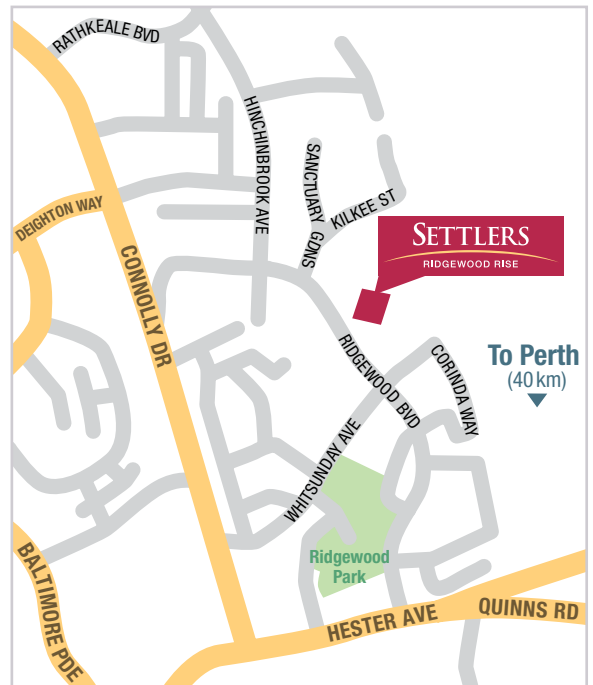 RATHKEALE BVD
HINCHINBROOK AVE
SANCTUARY GDNS
KILKEE ST
DEIGHTON WAY
SETTLERS
RIDGEWOOD RISE
CONNOLLY DR
RIDGEWOOD BVD
CORINDA WAY
To Perth
(40 km)
WHITSUNDAY AVE
Ridgewood
Park
BALTIMORE PDE
HESTER AVE
QUINNS RD